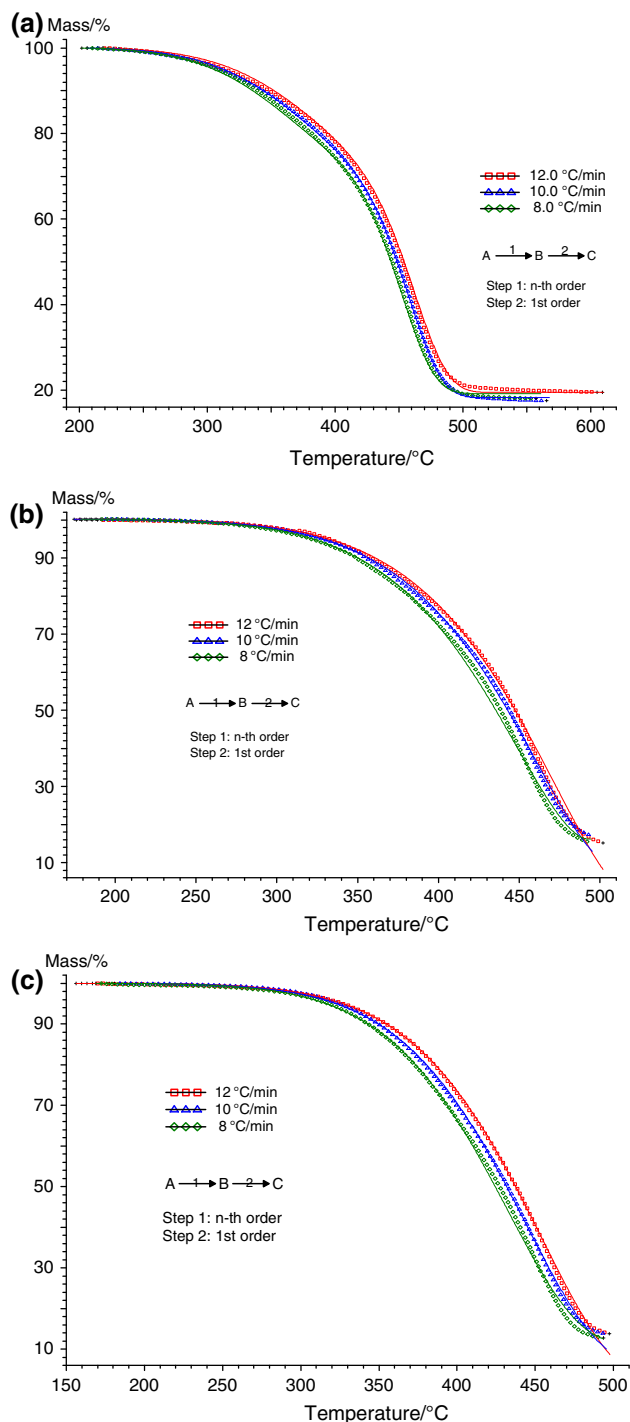 (a) Mass/%
100
80
60
40
20
12.0 °C/min
10.0 °C/min
8.0 °C/min
A 1 B 2 C
Step 1: n-th order
Step 2: 1st order
200 300 400 500 600
Temperature/°C
(b) Mass/%
90
70
50
30
10
12 °C/min
10 °C/min
8 °C/min
A 1 B 2 C
Step 1: n-th order
Step 2: 1st order
200 250 300 350 400 450 500
Temperature/°C
(c) Mass/%
90
70
50
30
10
12 °C/min
10 °C/min
8 °C/min
A 1 B 2 C
Step 1: n-th order
Step 2: 1st order
150 200 250 300 350 400 450 500
Temperature/°C